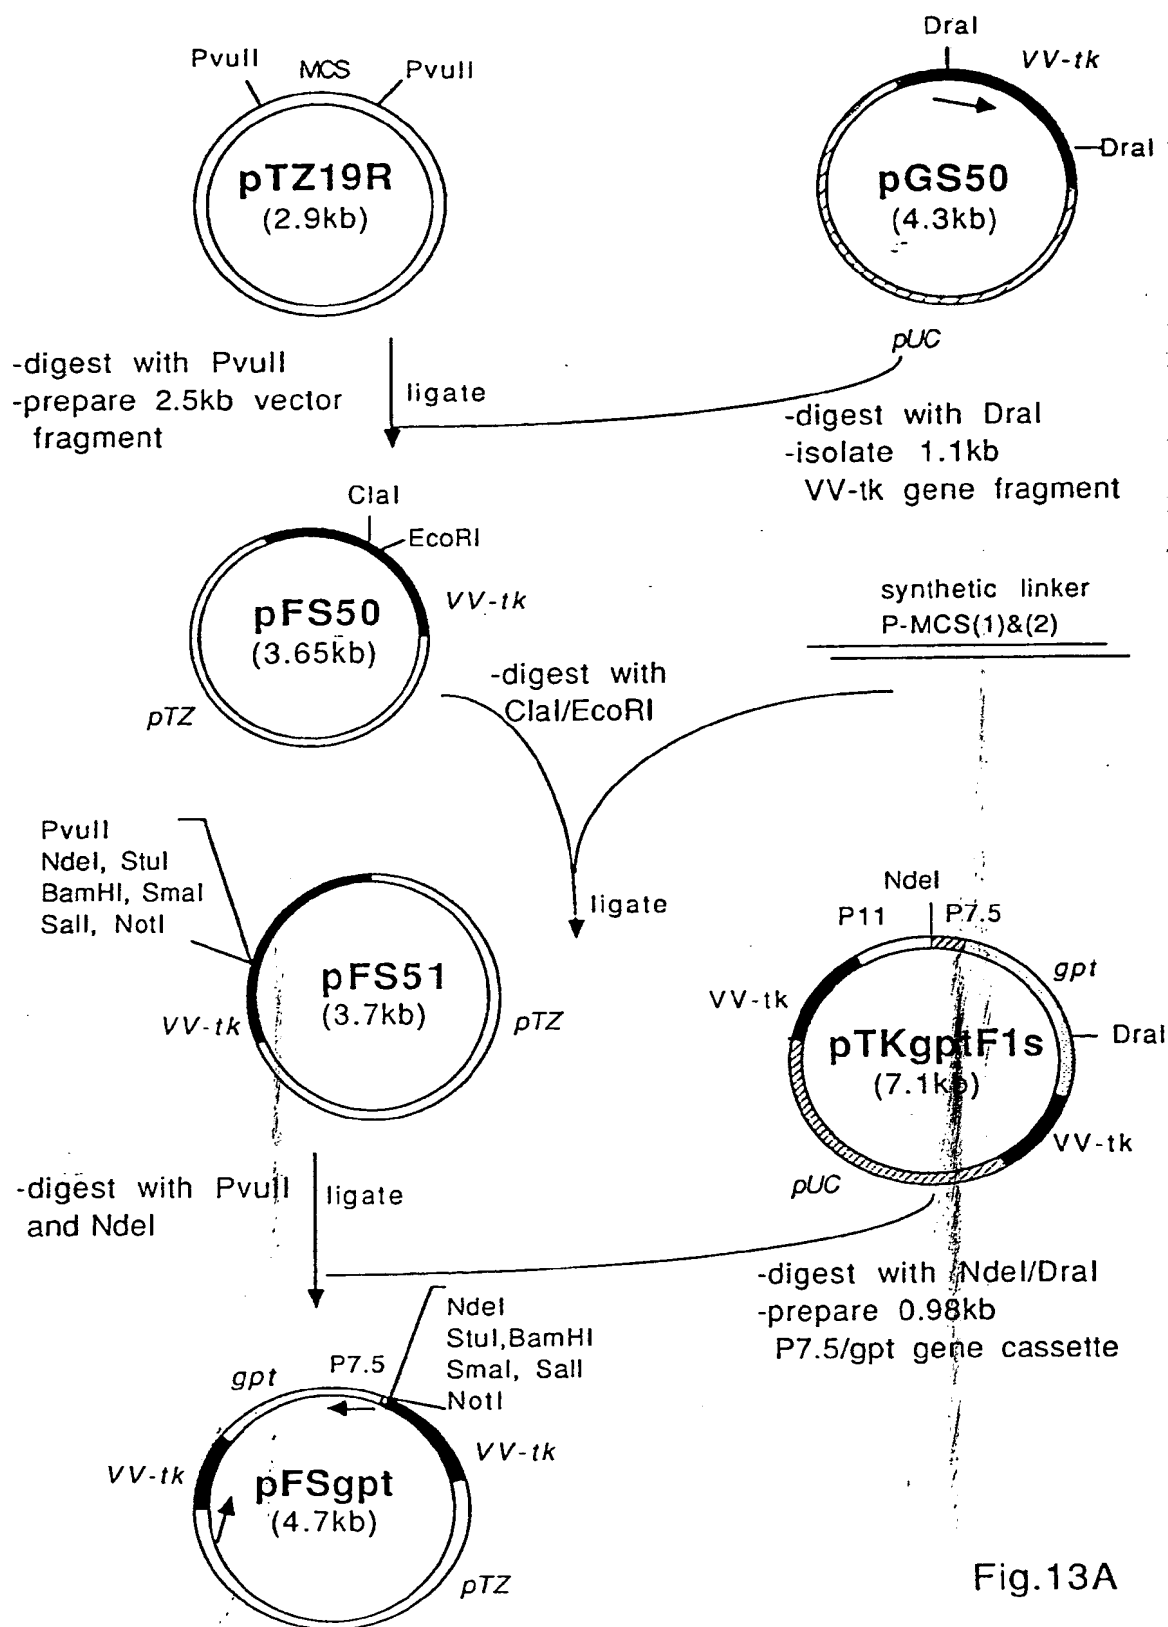 PvuII
MCS
PvuII
pTZ19R
(2.9kb)
DraI
VV-tk
DraI
pGS50
(4.3kb)
pUC
-digest with PvuII
-prepare 2.5kb vector
fragment
ligate
-digest with DraI
-isolate 1.1kb
VV-tk gene fragment
ClaI
EcoRI
VV-tk
pFS50
(3.65kb)
pTZ
-digest with
ClaI/EcoRI
synthetic linker
P-MCS(1)&(2)
ligate
PvuII
NdeI, StuI
BamHI, SmaI
SalI, NotI
pFS51
(3.7kb)
VV-tk
pTZ
NdeI
P11
P7.5
gpt
VV-tk
DraI
pTKgptF1s
(7.1kb)
VV-tk
pUC
-digest with PvuII
and NdeI
ligate
-digest with NdeI/DraI
-prepare 0.98kb
P7.5/gpt gene cassette
NdeI
StuI,BamHI
SmaI, SalI
NotI
gpt
P7.5
VV-tk
VV-tk
pFSgpt
(4.7kb)
pTZ
Fig.13A